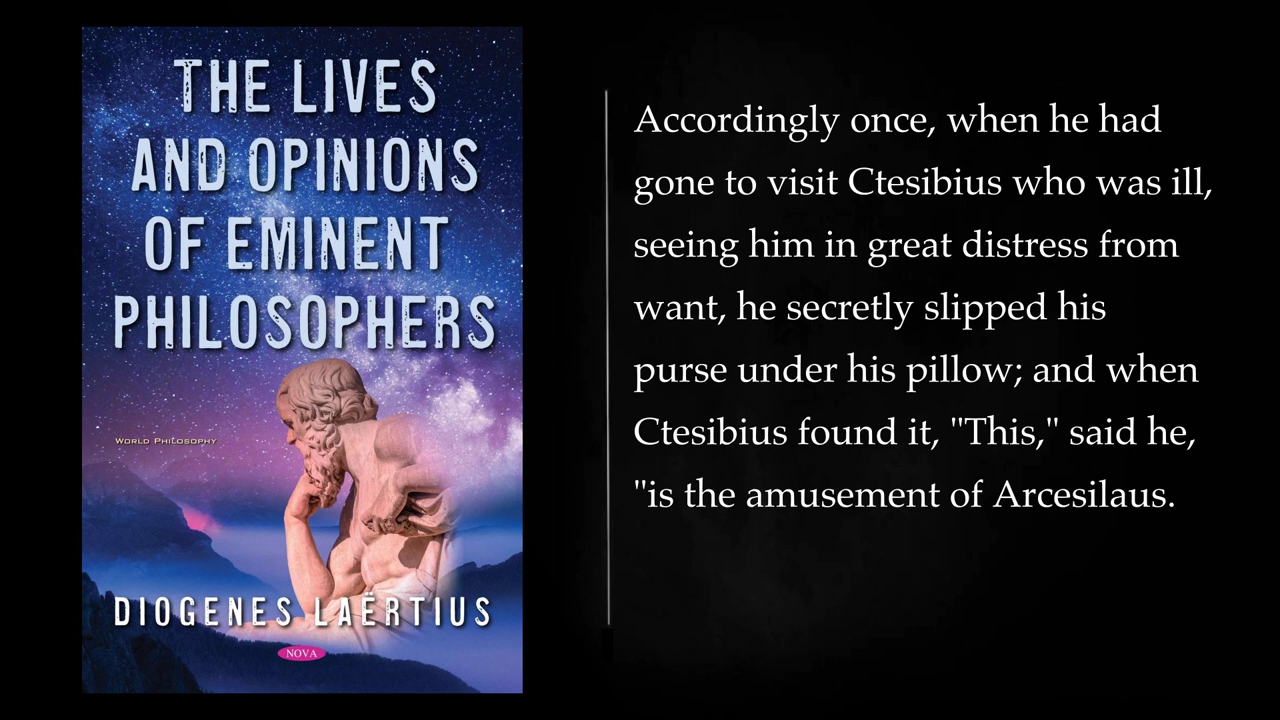 THE LIVES
AND OPINIONS
OF EMINENT
PHILOSOPHERS
WORLD PHILOSOPHY
DIOGENES LAËRTIUS
NOVA
Accordingly once, when he had
gone to visit Ctesibius who was ill,
seeing him in great distress from
want, he secretly slipped his
purse under his pillow; and when
Ctesibius found it, "This," said he,
"is the amusement of Arcesilaus.